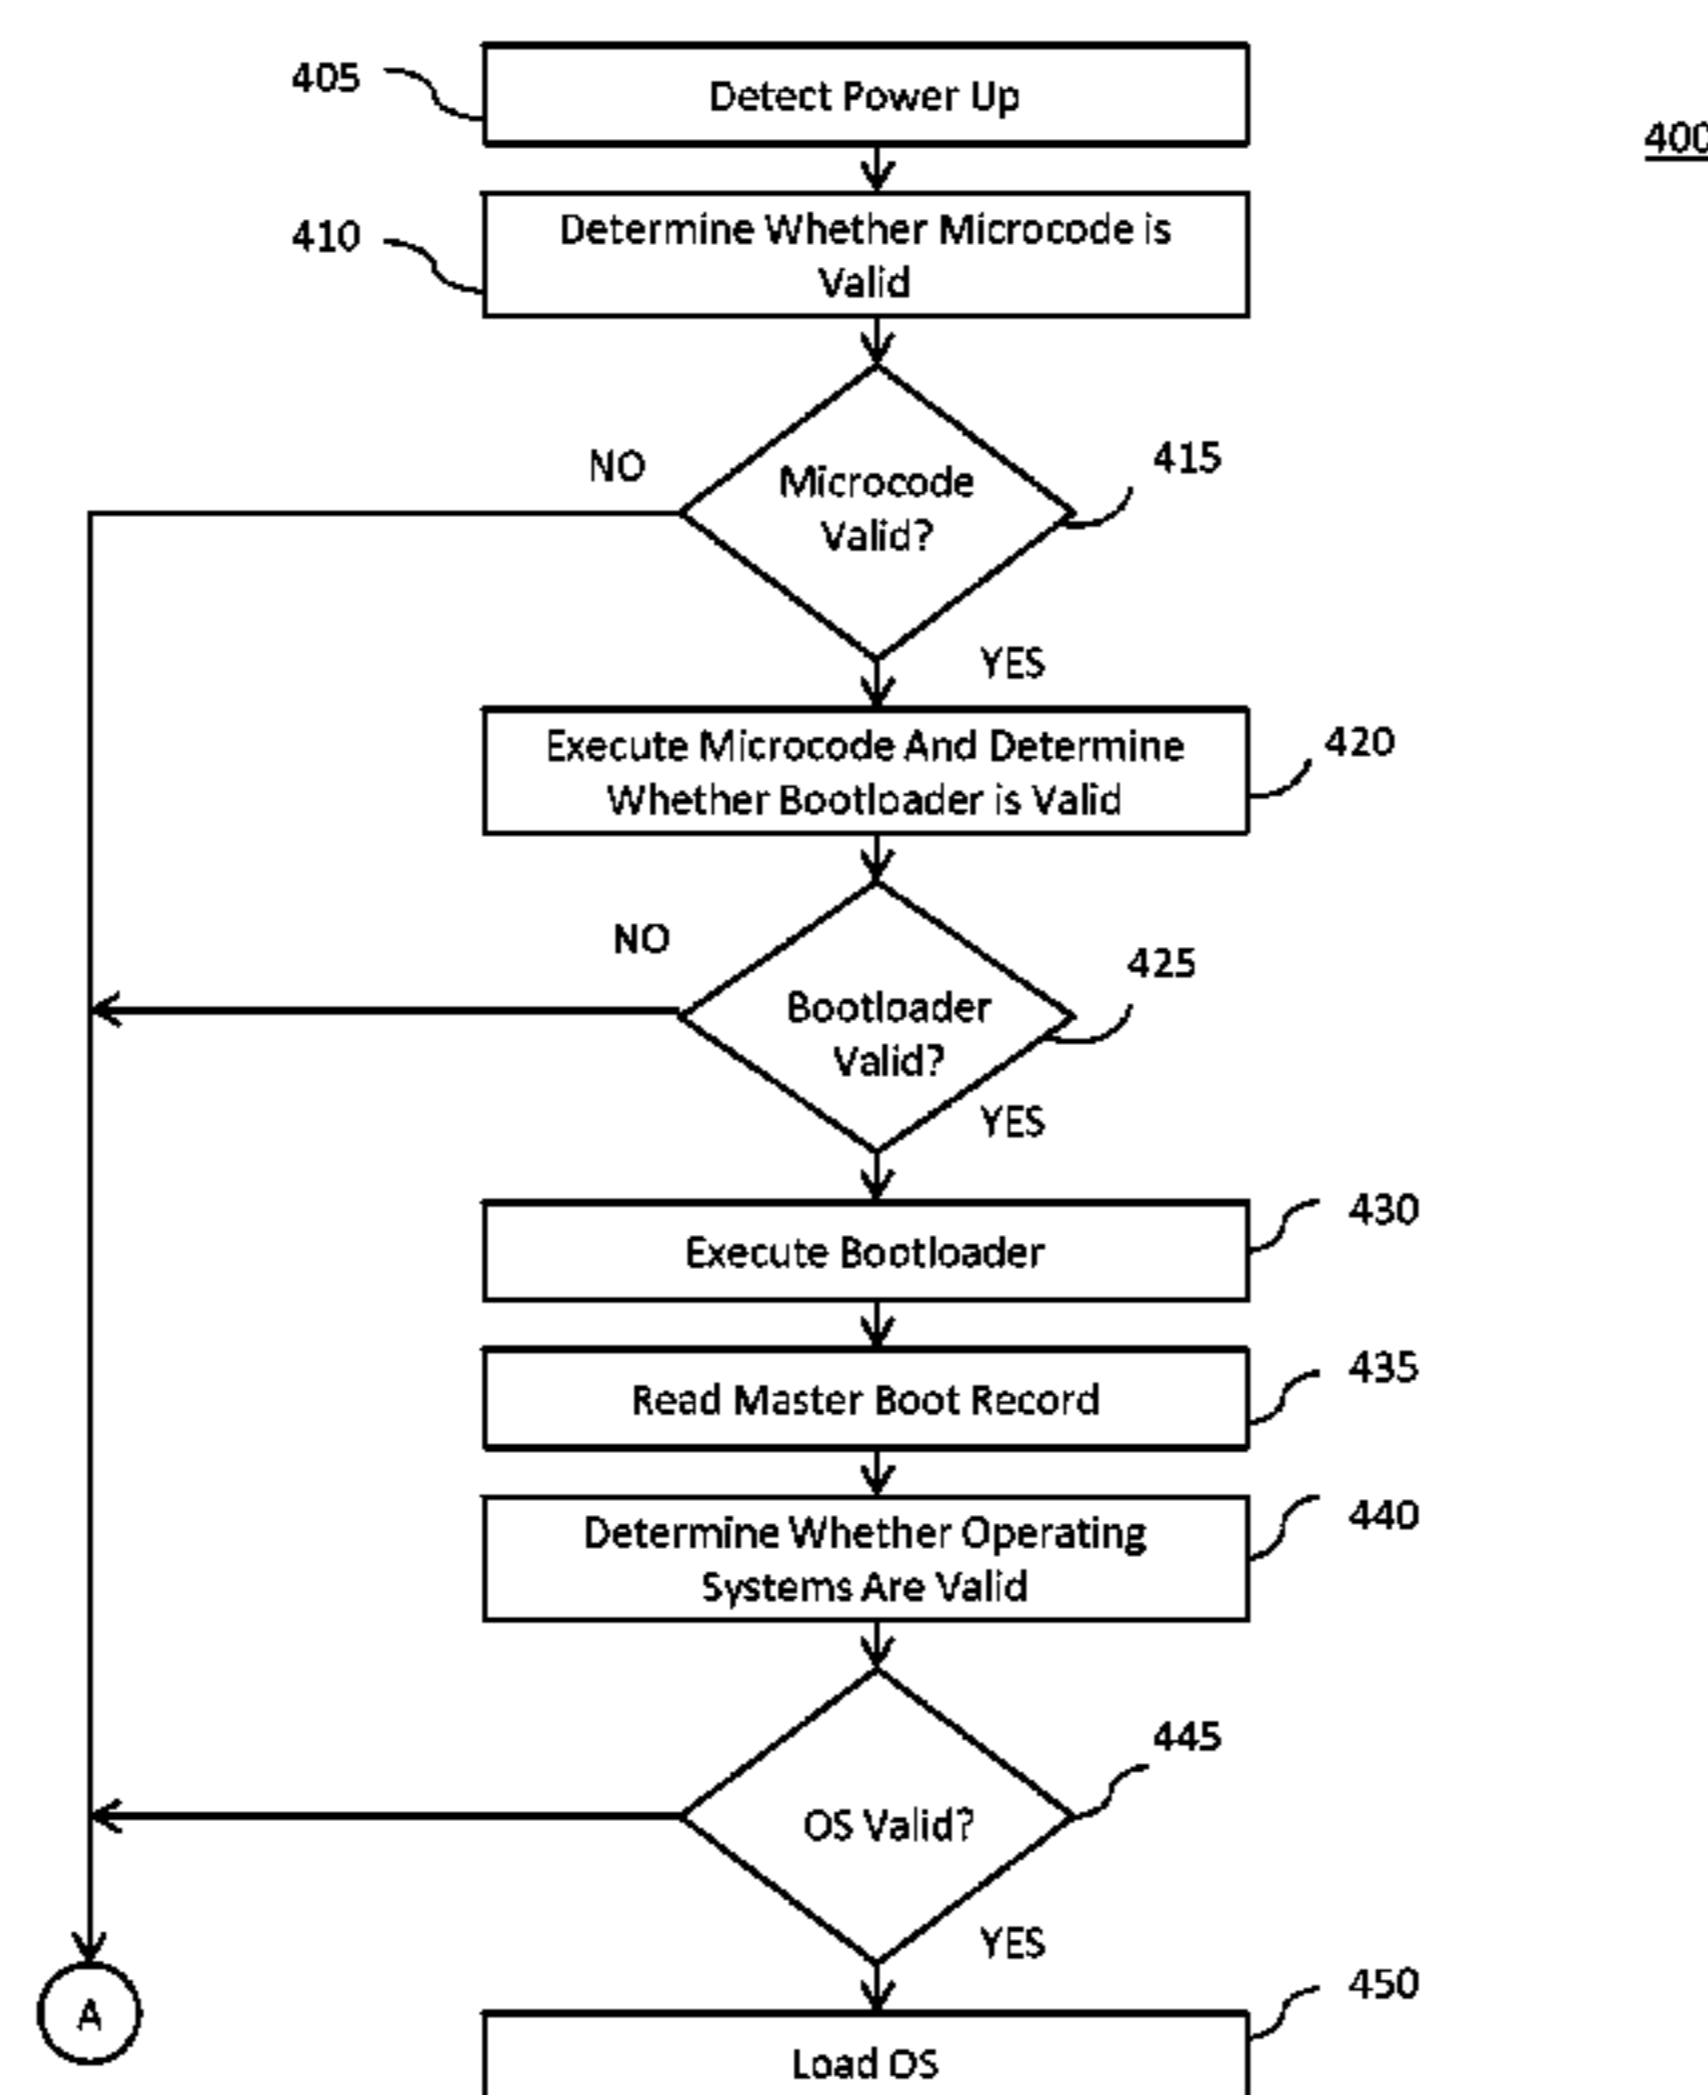 405
Detect Power Up
400
410
Determine Whether Microcode is
Valid
NO
415
Microcode
Valid?
YES
Execute Microcode And Determine
Whether Bootloader is Valid
420
NO
425
Bootloader
Valid?
YES
430
Execute Bootloader
435
Read Master Boot Record
440
Determine Whether Operating
Systems Are Valid
445
OS Valid?
YES
450
A
Load OS